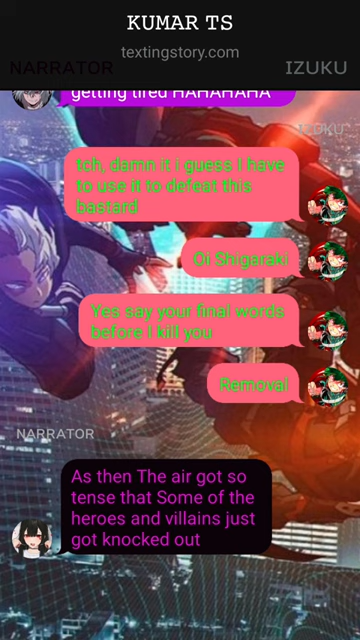 KUMAR TS
textingstory.com
NARRATOR
IZUKU
getting tired HAHAHAHA
IZUKU
tch, damn it i guess I have
to use it to defeat this
bastard
Oi Shigaraki
Yes say your final words
before I kill you
Removal
NARRATOR
As then The air got so
tense that Some of the
heroes and villains just
got knocked out